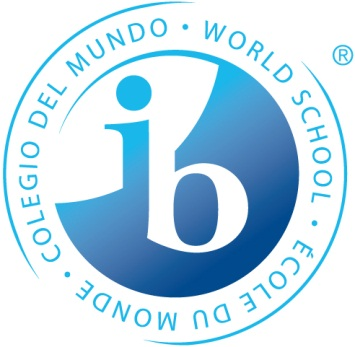 COLEGIO DEL MUNDO · WORLD SCHOOL · ÉCOLE DU MONDE ·
®
ib